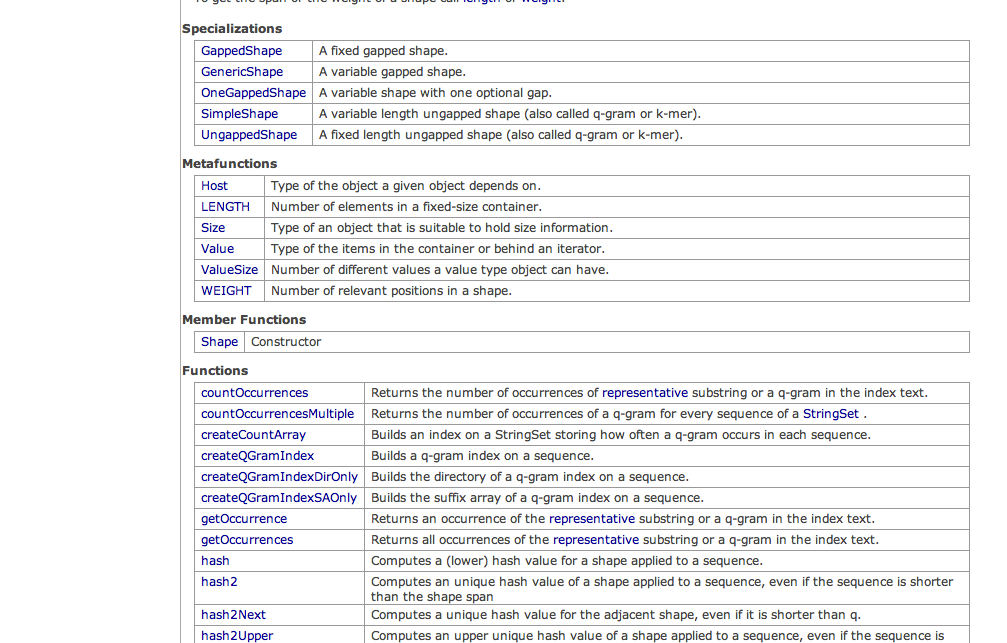 To get the span or the weight of a shape call length or weight.
Specializations
GappedShape A fixed gapped shape.
GenericShape A variable gapped shape.
OneGappedShape A variable shape with one optional gap.
SimpleShape A variable length ungapped shape (also called q-gram or k-mer).
UngappedShape A fixed length ungapped shape (also called q-gram or k-mer).
Metafunctions
Host Type of the object a given object depends on.
LENGTH Number of elements in a fixed-size container.
Size Type of an object that is suitable to hold size information.
Value Type of the items in the container or behind an iterator.
ValueSize Number of different values a value type object can have.
WEIGHT Number of relevant positions in a shape.
Member Functions
Shape Constructor
Functions
countOccurrences Returns the number of occurrences of representative substring or a q-gram in the index text.
countOccurrencesMultiple Returns the number of occurrences of a q-gram for every sequence of a StringSet .
createCountArray Builds an index on a StringSet storing how often a q-gram occurs in each sequence.
createQGramIndex Builds a q-gram index on a sequence.
createQGramIndexDirOnly Builds the directory of a q-gram index on a sequence.
createQGramIndexSAOnly Builds the suffix array of a q-gram index on a sequence.
getOccurrence Returns an occurrence of the representative substring or a q-gram in the index text.
getOccurrences Returns all occurrences of the representative substring or a q-gram in the index text.
hash Computes a (lower) hash value for a shape applied to a sequence.
hash2 Computes an unique hash value of a shape applied to a sequence, even if the sequence is shorter
than the shape span
hash2Next Computes a unique hash value for the adjacent shape, even if it is shorter than q.
hash2Upper Computes an upper unique hash value of a shape applied to a sequence, even if the sequence is